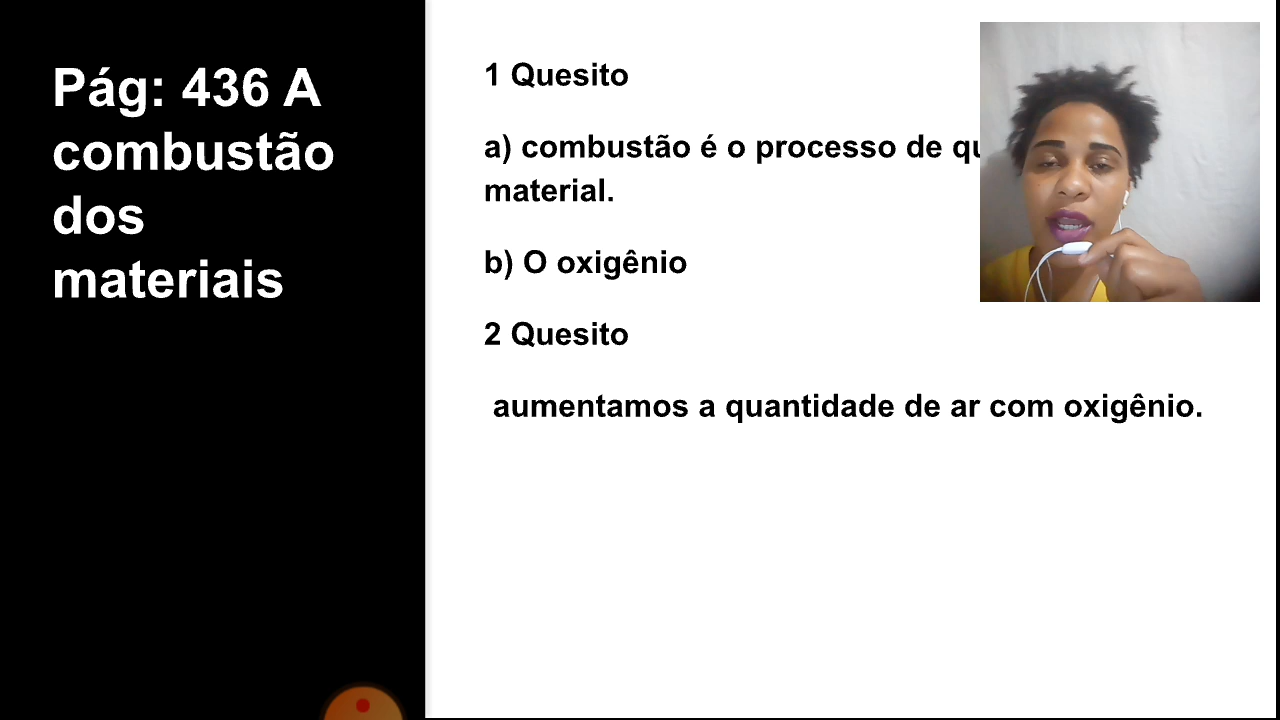 Pág: 436 A
combustão
dos
materiais
1 Quesito
a) combustão é o processo de
material.
b) O oxigênio
2 Quesito
aumentamos a quantidade de ar com oxigênio.